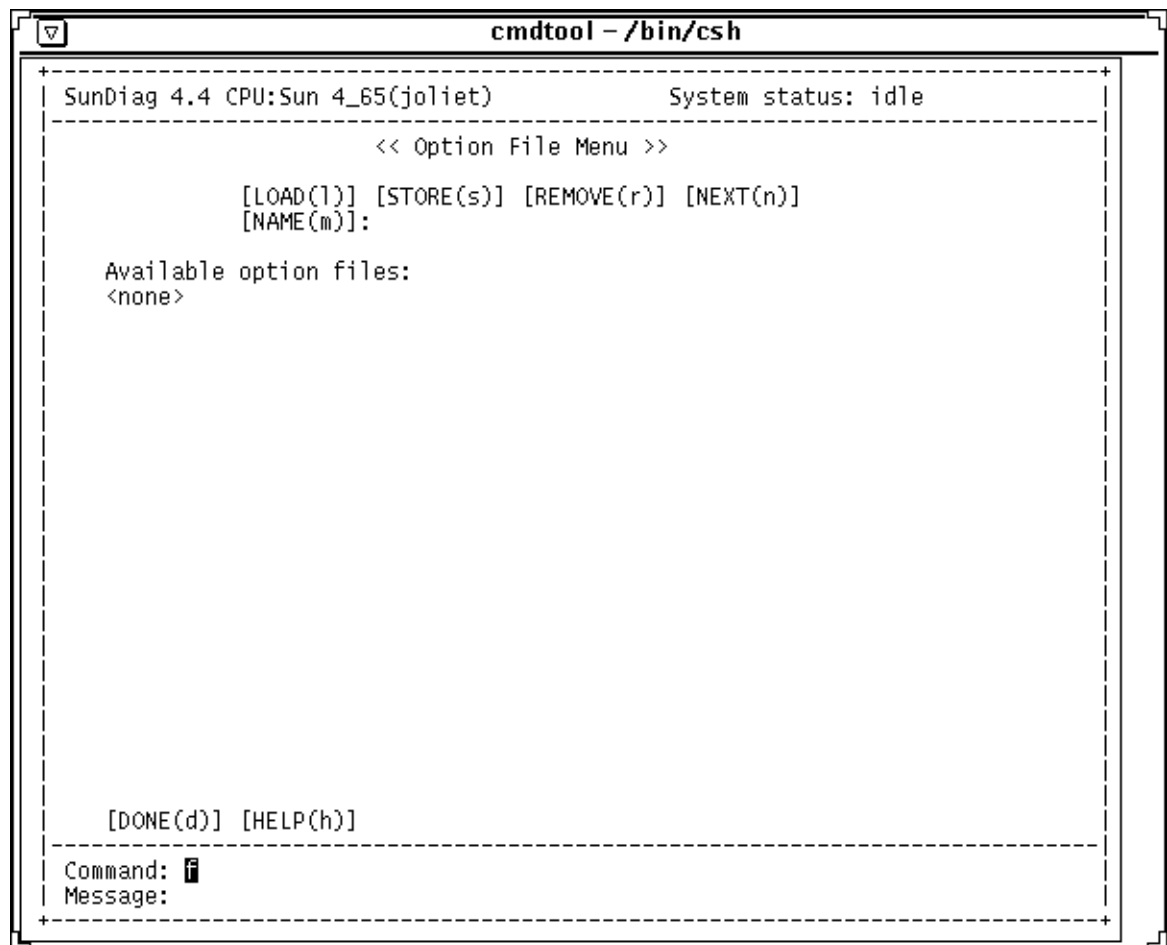 cmdtool – /bin/csh
SunDiag 4.4 CPU:Sun 4_65(joliet) System status: idle
<< Option File Menu >>
[LOAD(l)] [STORE(s)] [REMOVE(r)] [NEXT(n)]
[NAME(m)]:
Available option files:
<none>
[DONE(d)] [HELP(h)]
Command: f
Message: